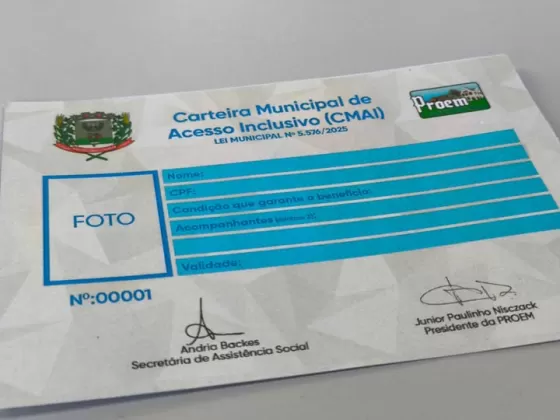 Carteira Municipal de
Acesso Inclusivo (CMAI)
LEI MUNICIPAL Nº 5.576/2025
Proem
FOTO
Nome:
CPF:
Condição que garante o benefício:
Acompanhantes
Validade:
Nº:00001
Andria Backes
Secretária de Assistência Social
Junior Paulinho Nisczack
Presidente da PROEM